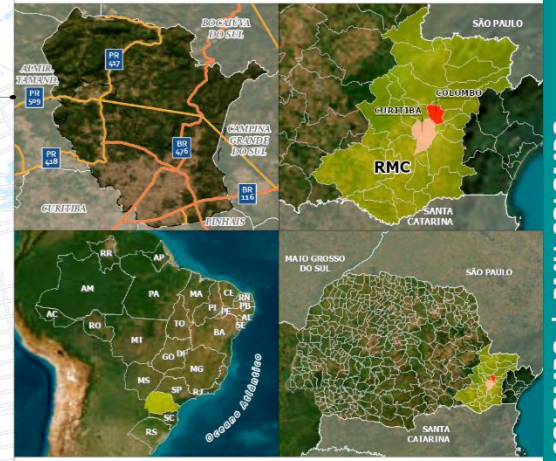 BOCAIÚVA
DO SUL
ALMIR.
TAMAND.
PR
417
PR
509
PR
418
BR
476
BR
116
CAMPINA
GRANDE
DO SUL
CURITIBA
PINHAIS
SÃO PAULO
COLOMBO
CURITIBA
RMC
SANTA
CATARINA
RR
AP
AM
PA
MA
CE
RN
PB
PE
PI
AL
SE
AC
RO
TO
BA
MT
GO
DF
MG
MS
SP
RJ
SC
RS
Oceano Atlântico
MATO GROSSO
DO SUL
SÃO PAULO
SANTA
CATARINA